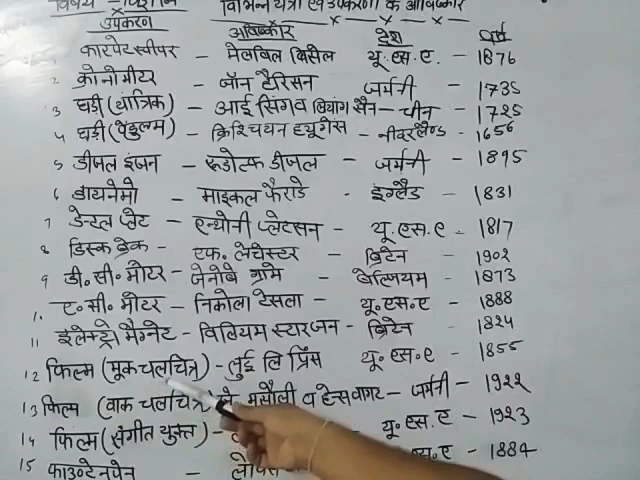 विषय - विज्ञान विभिन्न यंत्रों एवं उपकरणों के आविष्कार
उपकरण आविष्कार देश वर्ष
कारपेट स्वीपर - मेलबिल बिसेल यू. एस. ए. - 1876
2 क्रोनोमीटर - जॉन हैरिसन जर्मनी - 1735
3 घड़ी (यांत्रिक) - आई सिंगव लियांग सैन - चीन - 1725
4 घड़ी (पेंडुलम) - क्रिश्चियन ह्यूगेंस - नीदरलैण्ड - 1656
5 डीजल इंजन - रूडोल्फ डीजल - जर्मनी - 1895
6 डायनेमो - माइकल फैराडे - इंग्लैंड - 1831
7 डेन्टल प्लेट - एन्थोनी प्लेटसन - यू. एस. ए - 1817
8 डिस्क ब्रेक - एफ. लेचेस्टर - ब्रिटेन - 1902
9 डी. सी. मोटर - जेनोबे ग्रामे बेल्जियम - 1873
ए. सी. मोटर - निकोला टेसला - यू. एस. ए - 1888
11 इलेक्ट्रो मैग्नेट - विलियम स्टारजन - ब्रिटेन - 1824
12 फिल्म (मूक चलचित्र) - लुई लि प्रिंस यू. एस. ए - 1855
13 फिल्म (वाक चलचित्र) मसौली व हेन्सवागर - जर्मनी - 1922
14 फिल्म (संगीत युक्त) - यू. एस. ए - 1923
15 फाउण्टेनपेन - एस. ए - 1884